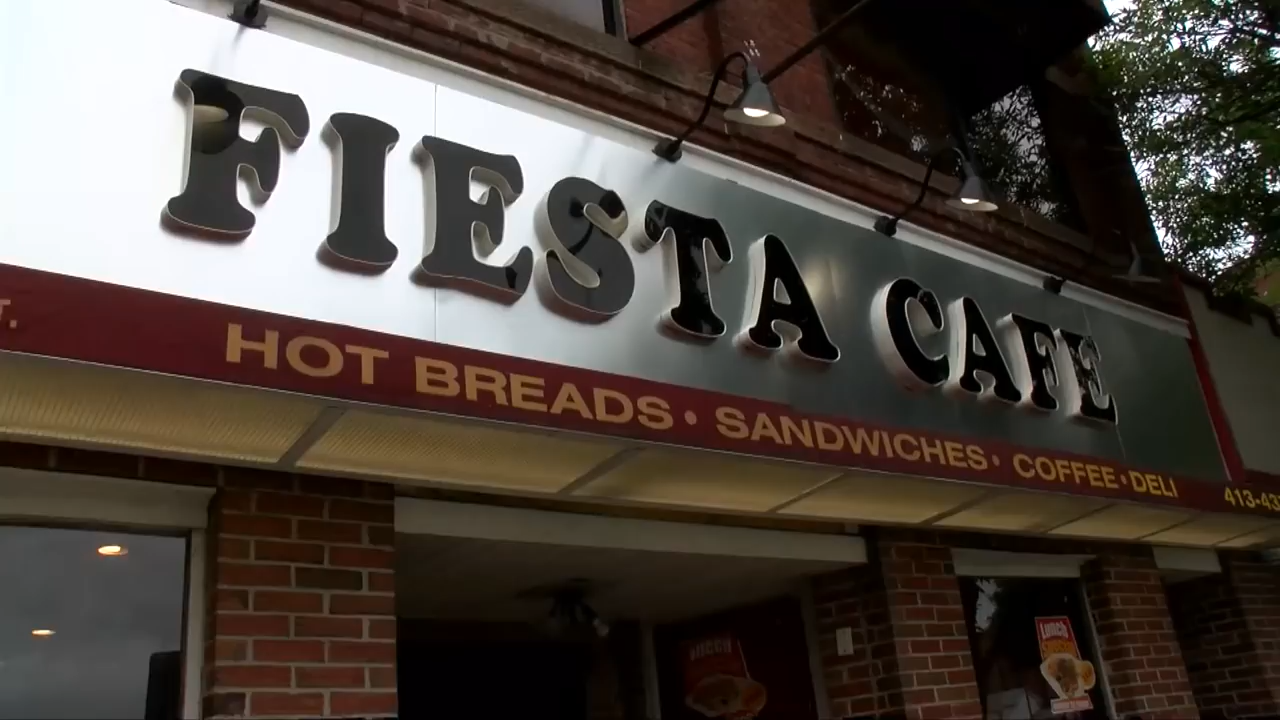 FIESTA CAFE
HOT BREADS • SANDWICHES • COFFEE • DELI